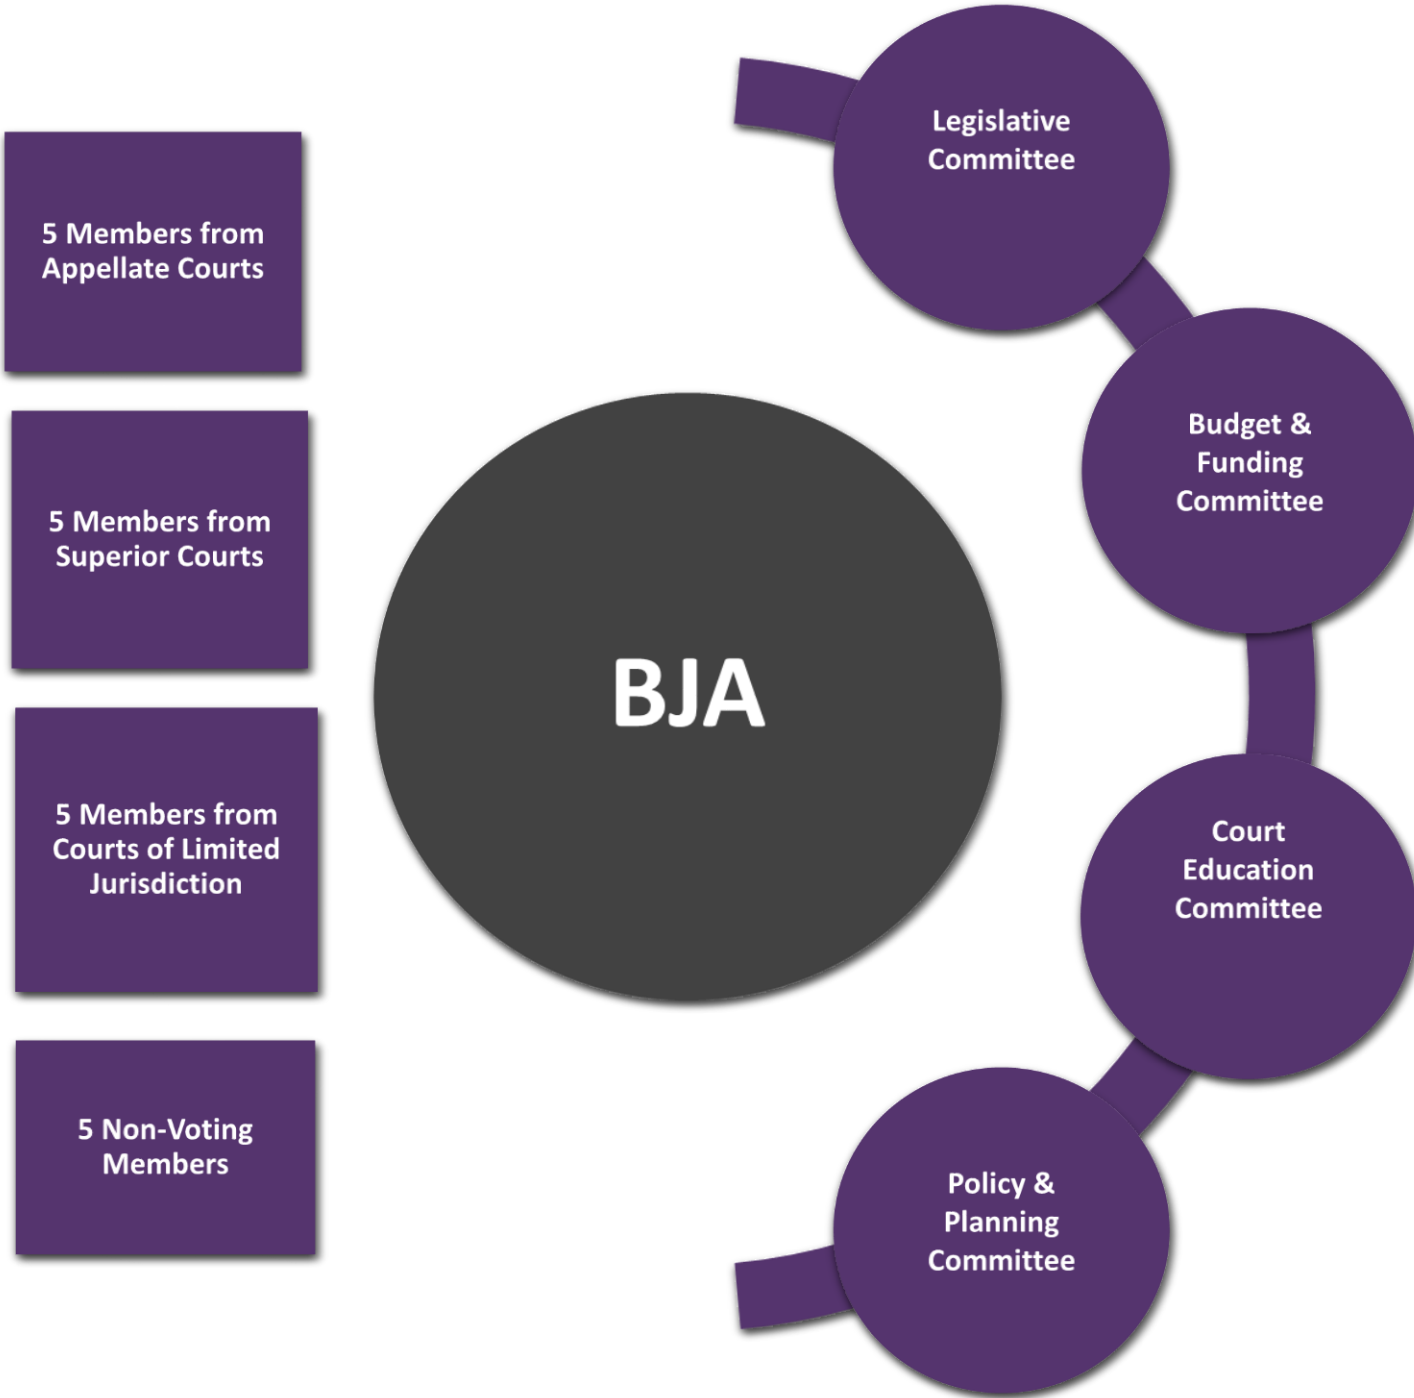 5 Members from
Appellate Courts
5 Members from
Superior Courts
5 Members from
Courts of Limited
Jurisdiction
5 Non-Voting
Members
BJA
Legislative
Committee
Budget &
Funding
Committee
Court
Education
Committee
Policy &
Planning
Committee